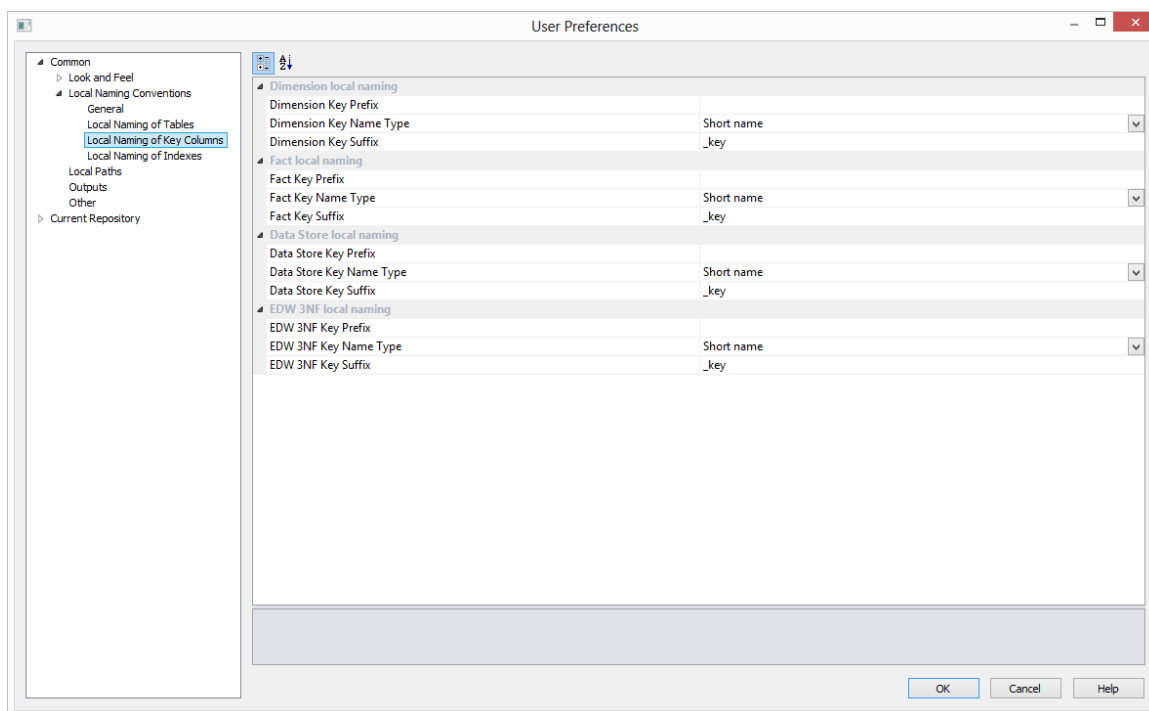 User Preferences
Common
Look and Feel
Local Naming Conventions
General
Local Naming of Tables
Local Naming of Key Columns
Local Naming of Indexes
Local Paths
Outputs
Other
Current Repository
Dimension local naming
Dimension Key Prefix
Dimension Key Name Type Short name
Dimension Key Suffix _key
Fact local naming
Fact Key Prefix
Fact Key Name Type Short name
Fact Key Suffix _key
Data Store local naming
Data Store Key Prefix
Data Store Key Name Type Short name
Data Store Key Suffix _key
EDW 3NF local naming
EDW 3NF Key Prefix
EDW 3NF Key Name Type Short name
EDW 3NF Key Suffix _key
OK Cancel Help